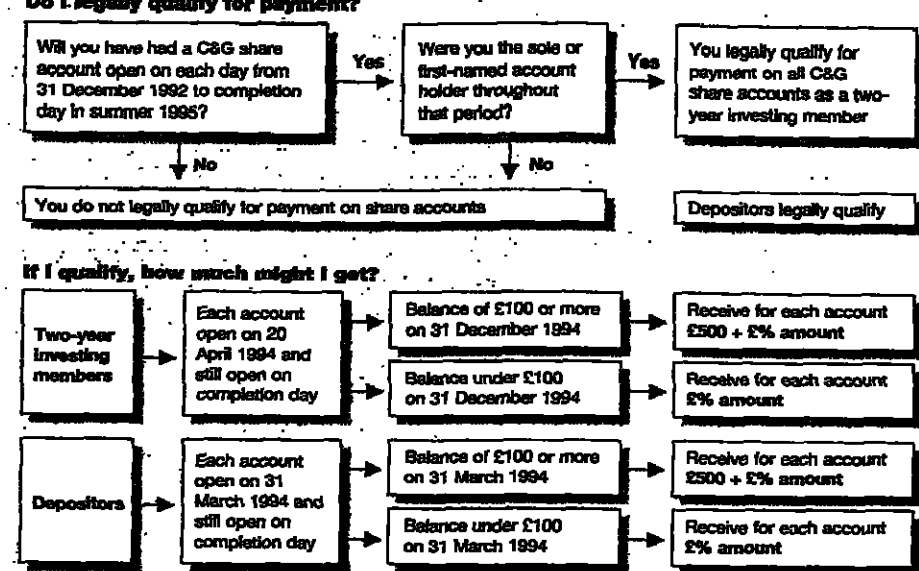 Do I legally qualify for payment?
Will you have had a C&G share
account open on each day from
31 December 1992 to completion
day in summer 1995?
Yes
Were you the sole or
first-named account
holder throughout
that period?
Yes
You legally qualify for
payment on all C&G
share accounts as a two-
year investing member
No
No
You do not legally qualify for payment on share accounts
Depositors legally qualify
If I qualify, how much might I get?
Two-year
investing
members
Each account
open on 20
April 1994 and
still open on
completion day
Balance of £100 or more
on 31 December 1994
Receive for each account
£500 + £% amount
Balance under £100
on 31 December 1994
Receive for each account
£% amount
Depositors
Each account
open on 31
March 1994 and
still open on
completion day
Balance of £100 or more
on 31 March 1994
Receive for each account
£500 + £% amount
Balance under £100
on 31 March 1994
Receive for each account
£% amount